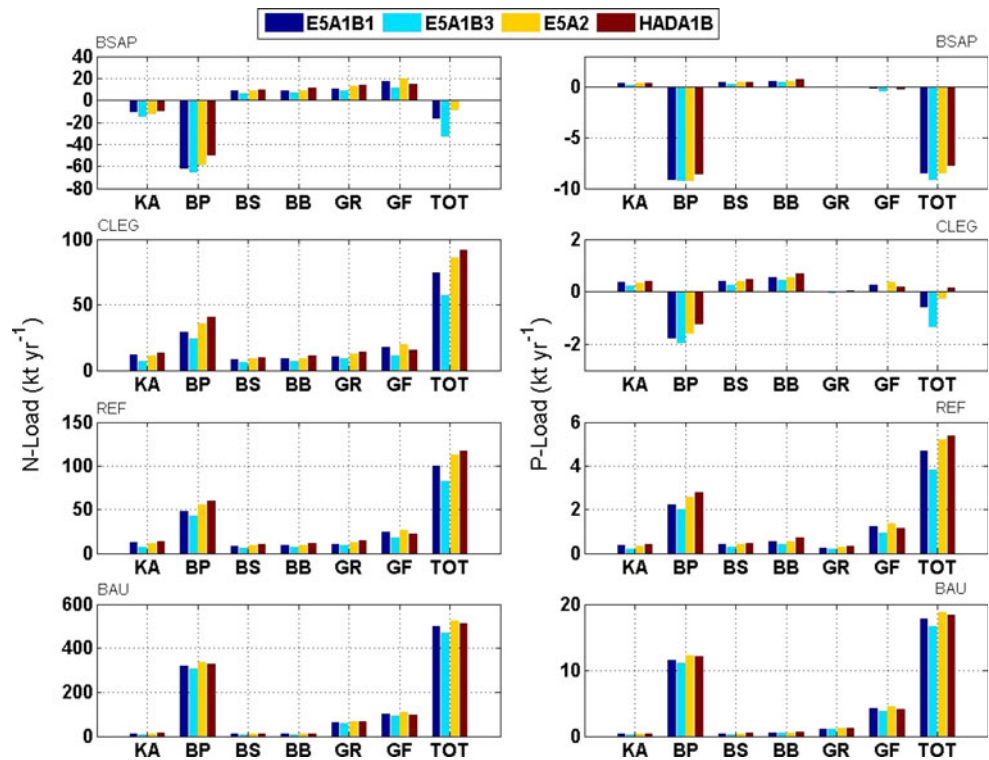 E5A1B1 E5A1B3 E5A2 HADA1B
BSAP
40
20
0
-20
-40
-60
-80
KA BP BS BB GR GF TOT
BSAP
0
-5
-10
KA BP BS BB GR GF TOT
CLEG
100
50
0
KA BP BS BB GR GF TOT
CLEG
2
0
-2
KA BP BS BB GR GF TOT
REF
150
100
50
0
KA BP BS BB GR GF TOT
REF
6
4
2
0
KA BP BS BB GR GF TOT
BAU
600
400
200
0
KA BP BS BB GR GF TOT
BAU
20
10
0
KA BP BS BB GR GF TOT
N-Load (kt yr⁻¹)
P-Load (kt yr⁻¹)